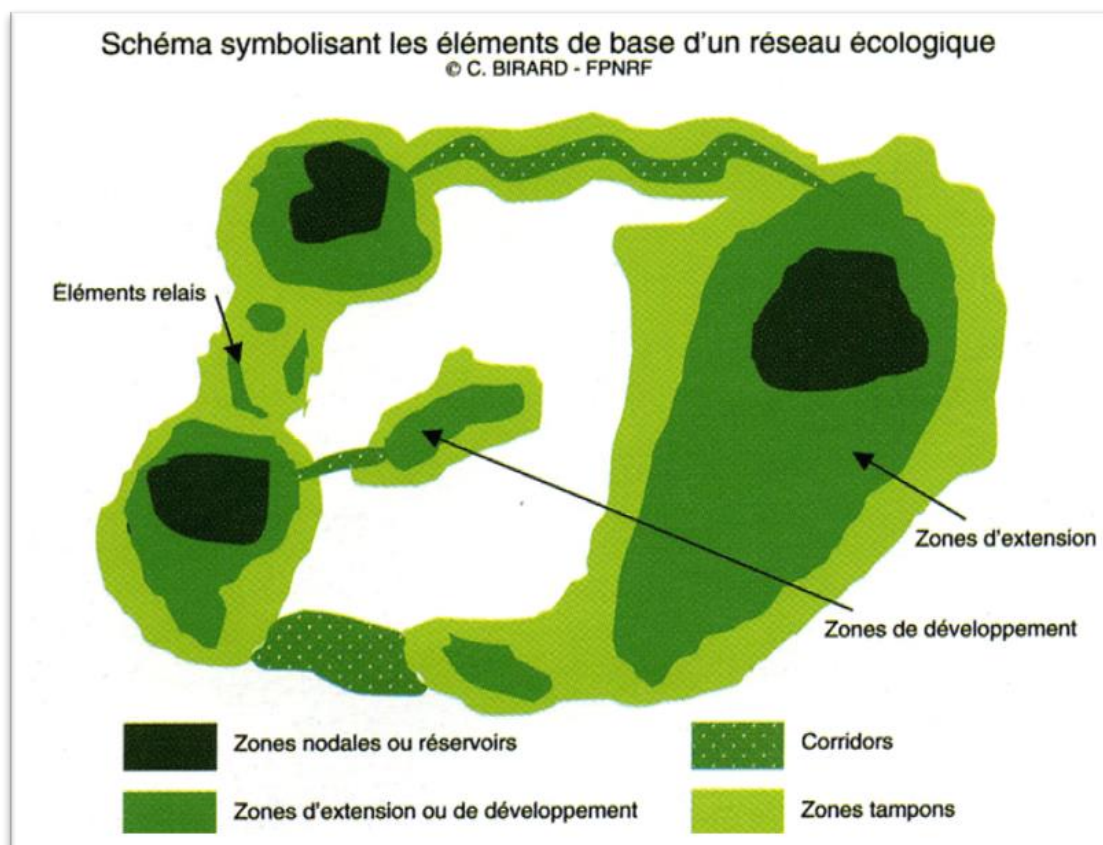 Schéma symbolisant les éléments de base d'un réseau écologique
© C. BIRARD - FPNRF
Éléments relais
Zones d'extension
Zones de développement
Zones nodales ou réservoirs
Corridors
Zones d'extension ou de développement
Zones tampons